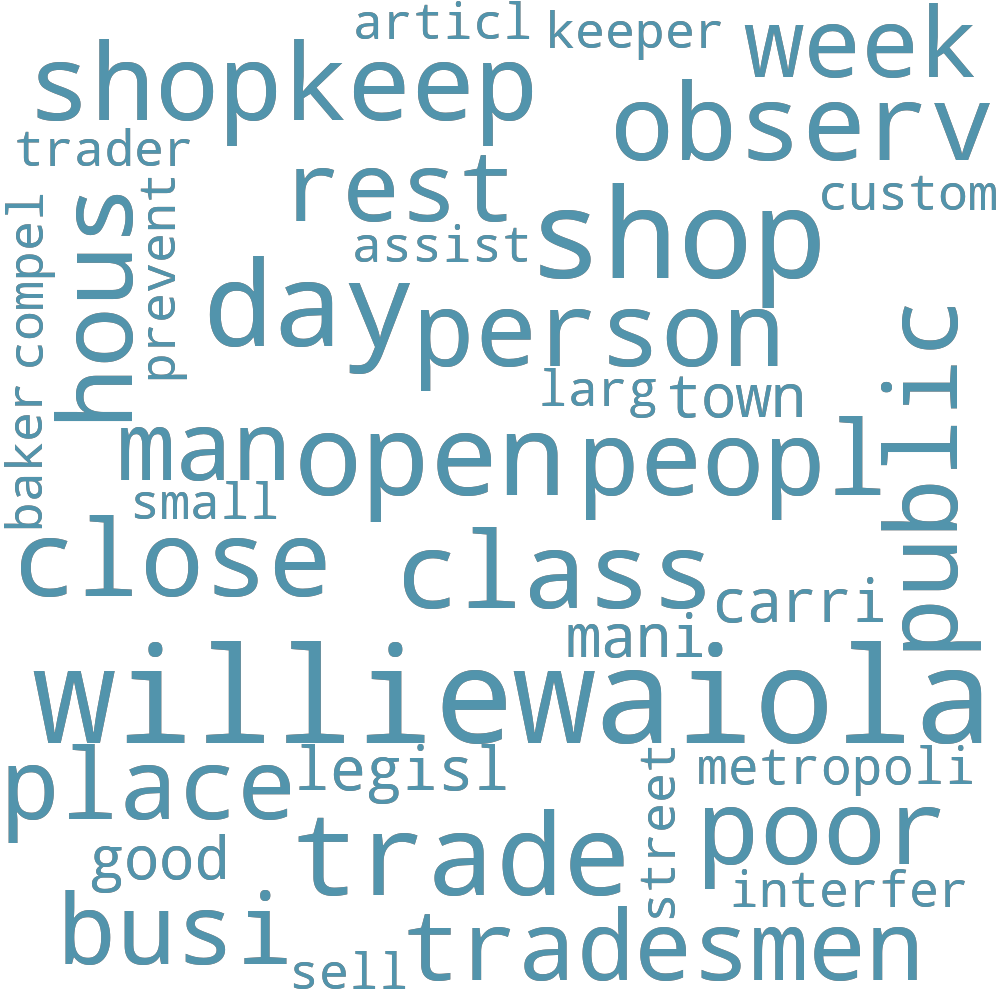 articl
keeper
week
shopkeep
observ
trader
rest
custom
shop
hous
prevent
compel
assist
day
person
public
larg
town
baker
man
open
peopl
small
close
class
carri
mani
williewaiola
place
legisl
street
metropoli
trade
poor
good
interfer
busi
tradesmen
sell